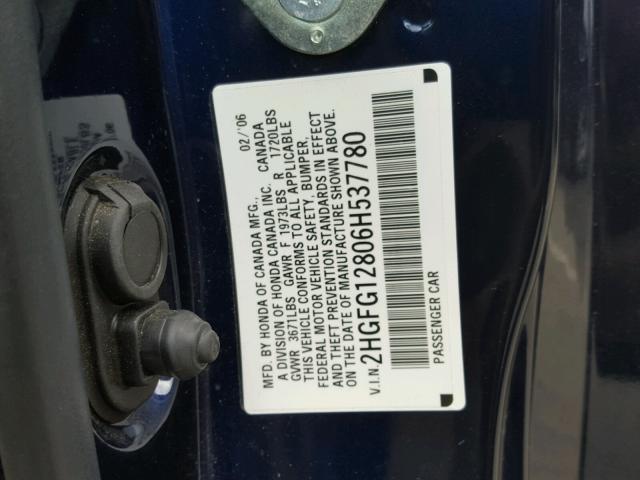 MFD. BY HONDA OF CANADA MFG., 02/'06
A DIVISION OF HONDA CANADA INC. CANADA
GVWR 3671LBS GAWR F 1973LBS R 1720LBS
THIS VEHICLE CONFORMS TO ALL APPLICABLE
FEDERAL MOTOR VEHICLE SAFETY, BUMPER,
AND THEFT PREVENTION STANDARDS IN EFFECT
ON THE DATE OF MANUFACTURE SHOWN ABOVE.
V.I.N. 2HGFG12806H537780
PASSENGER CAR